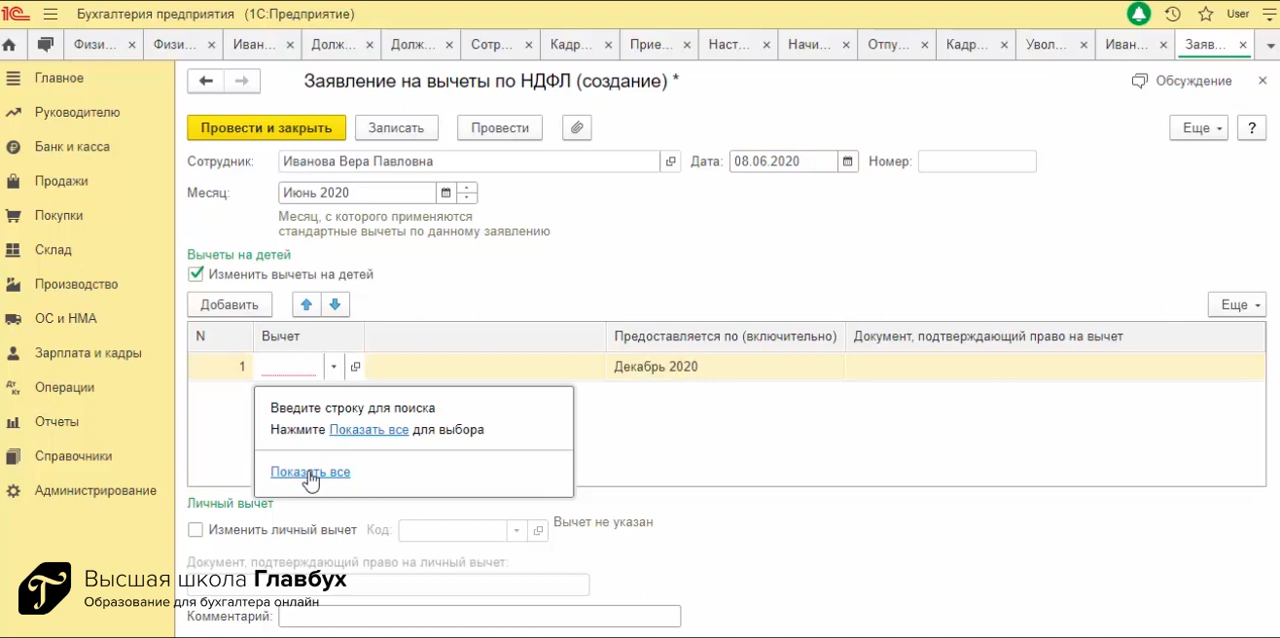 1С Бухгалтерия предприятия (1С:Предприятие) User
Физи... × Физи... × Иван... × Долж... × Долж... × Сотр... × Кадр... × Прие... × Наст... × Начи... × Отпу... × Кадр... × Увол... × Иван... × Заяв... ×
Главное
Руководителю
Банк и касса
Продажи
Покупки
Склад
Производство
ОС и НМА
Зарплата и кадры
Операции
Отчеты
Справочники
Администрирование
Заявление на вычеты по НДФЛ (создание) *
Обсуждение ×
Провести и закрыть Записать Провести Еще ?
Сотрудник: Иванова Вера Павловна Дата: 08.06.2020 Номер:
Месяц: Июнь 2020
Месяц, с которого применяются
стандартные вычеты по данному заявлению
Вычеты на детей
Изменить вычеты на детей
Добавить Еще
N Вычет Предоставляется по (включительно) Документ, подтверждающий право на вычет
1 Декабрь 2020
Введите строку для поиска
Нажмите Показать все для выбора
Показать все
Личный вычет
Изменить личный вычет Код: Вычет не указан
Документ, подтверждающий право на личный вычет:
Комментарий:
Высшая школа Главбух
Образование для бухгалтера онлайн